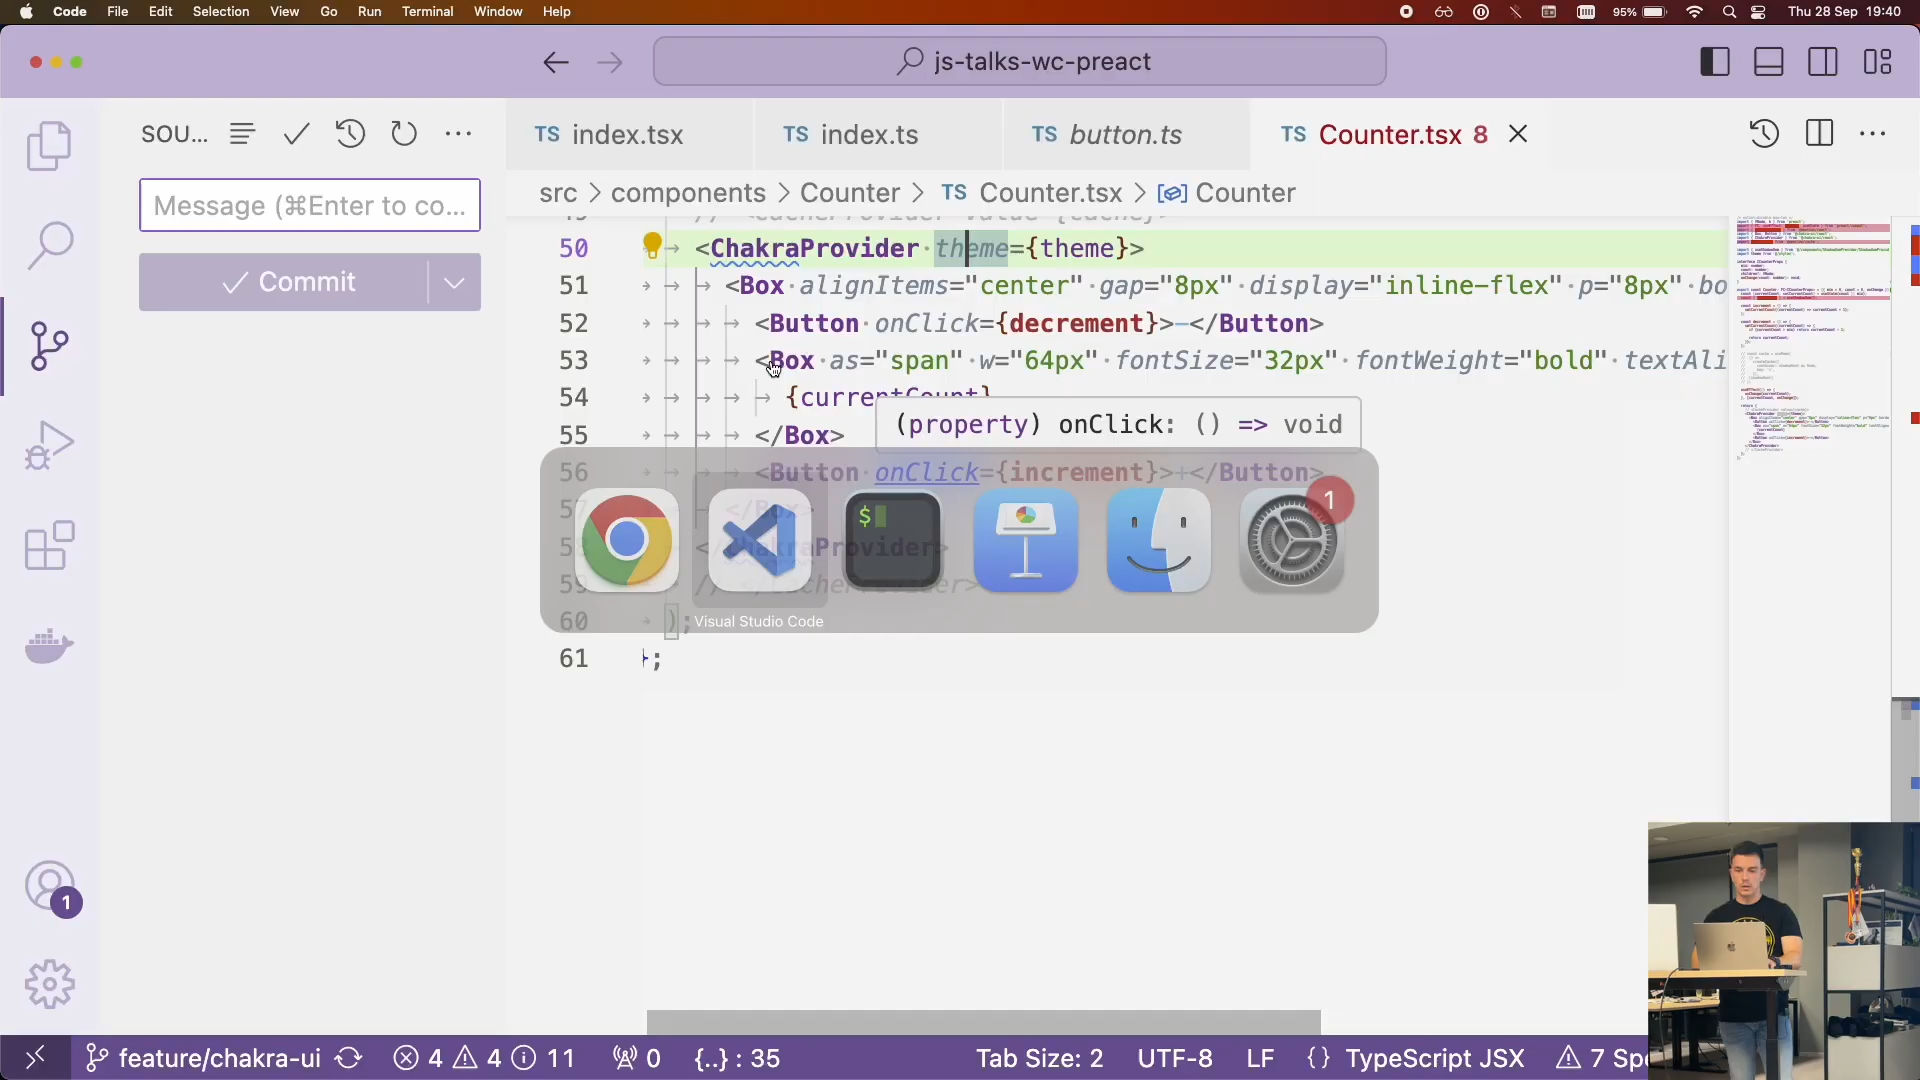 Code File Edit Selection View Go Run Terminal Window Help 95% Thu 28 Sep 19:40
js-talks-wc-preact
SOU...
TS index.tsx TS index.ts TS button.ts TS Counter.tsx 8
Message (⌘Enter to co...
src > components > Counter > TS Counter.tsx > Counter
Commit
50 <ChakraProvider theme={theme}>
51 <Box alignItems="center" gap="8px" display="inline-flex" p="8px" bo
52 <Button onClick={decrement}>-</Button>
53 <Box as="span" w="64px" fontSize="32px" fontWeight="bold" textAli
54 {currentCount}
(property) onClick: () => void
55 </Box>
56 <Button onClick={increment}>+</Button>
</Box>
</ChakraProvider>
1
$
60 );
Visual Studio Code
61 };
1
feature/chakra-ui 4 4 11 0 {..} : 35 Tab Size: 2 UTF-8 LF {} TypeScript JSX 7 Spe